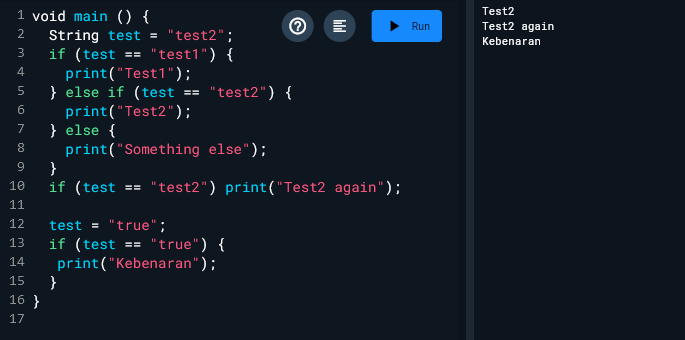 1 void main () {
2 String test = "test2";
3 if (test == "test1") {
4 print("Test1");
5 } else if (test == "test2") {
6 print("Test2");
7 } else {
8 print("Something else");
9 }
10 if (test == "test2") print("Test2 again");
11
12 test = "true";
13 if (test == "true") {
14 print("Kebenaran");
15 }
16 }
17
?
Run
Test2
Test2 again
Kebenaran